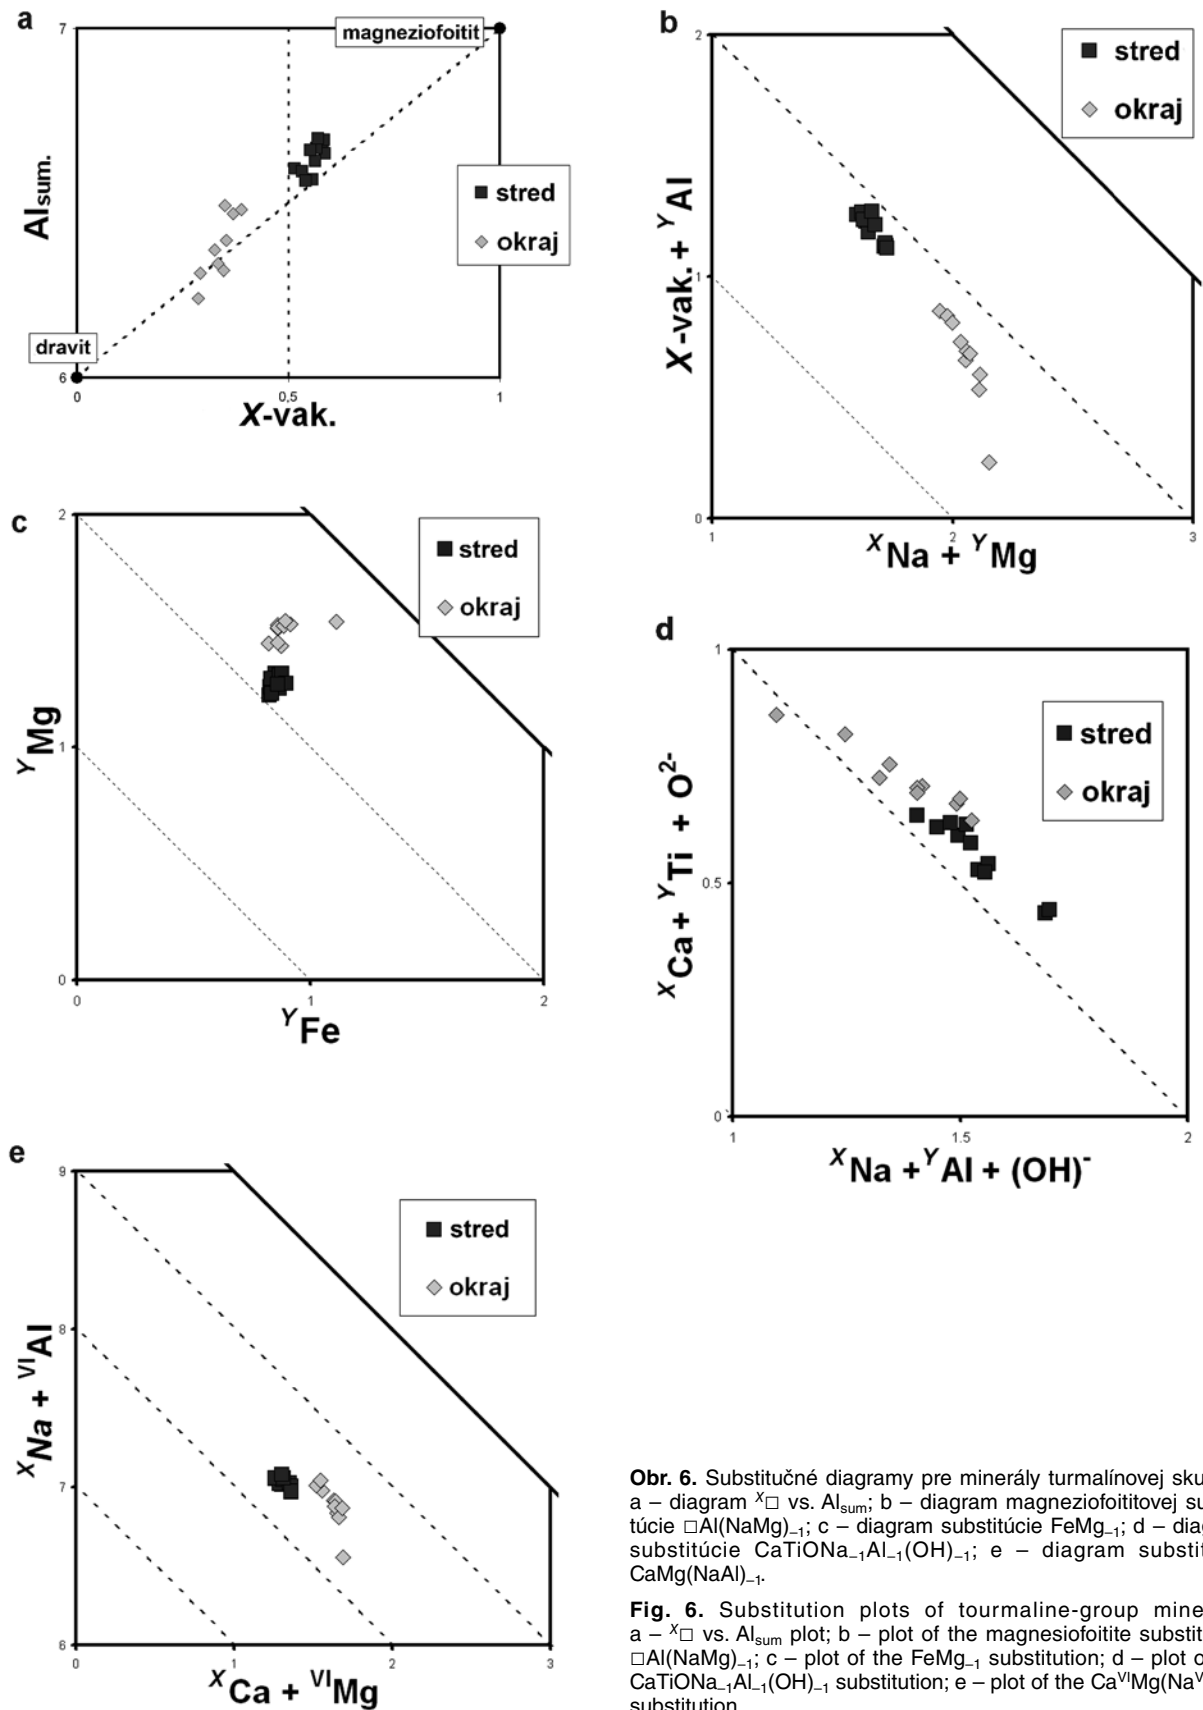 a
7
magneziofoitit
Al sum.
stred
okraj
dravit
6
0
0,5
1
X-vak.
b
2
stred
okraj
X-vak. + ʸAl
1
0
1
2
3
ˣNa + ʸMg
c
2
stred
okraj
ʸMg
1
0
0
1
2
ʸFe
d
1
stred
okraj
ˣCa + ʸTi + O²⁻
0.5
0
1
1.5
2
ˣNa + ʸAl + (OH)⁻
e
9
stred
okraj
8
ˣNa + ⱽᴵAl
7
6
0
1
2
3
ˣCa + ⱽᴵMg
Obr. 6. Substitučné diagramy pre minerály turmalínovej sku
a – diagram ˣ□ vs. Al_sum; b – diagram magneziofoititovej su
túcie □Al(NaMg)₋₁; c – diagram substitúcie FeMg₋₁; d – diag
substitúcie CaTiONa₋₁Al₋₁(OH)₋₁; e – diagram substit
CaMg(NaAl)₋₁.
Fig. 6. Substitution plots of tourmaline-group mine
a – ˣ□ vs. Al_sum plot; b – plot of the magnesiofoitite substit
□Al(NaMg)₋₁; c – plot of the FeMg₋₁ substitution; d – plot o
CaTiONa₋₁Al₋₁(OH)₋₁ substitution; e – plot of the CaⱽᴵMg(Naⱽ
substitution